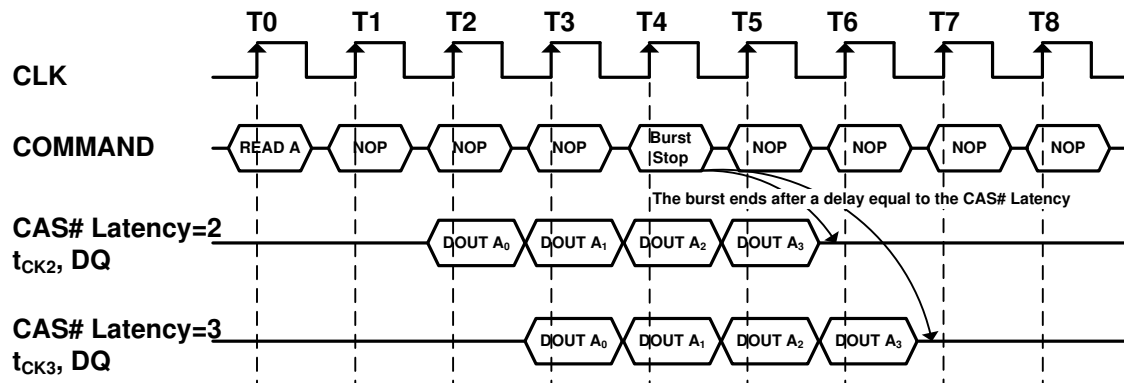 T0 T1 T2 T3 T4 T5 T6 T7 T8
CLK
COMMAND READ A NOP NOP NOP Burst Stop NOP NOP NOP NOP
The burst ends after a delay equal to the CAS# Latency
CAS# Latency=2
tCK2, DQ DOUT A0 DOUT A1 DOUT A2 DOUT A3
CAS# Latency=3
tCK3, DQ DOUT A0 DOUT A1 DOUT A2 DOUT A3